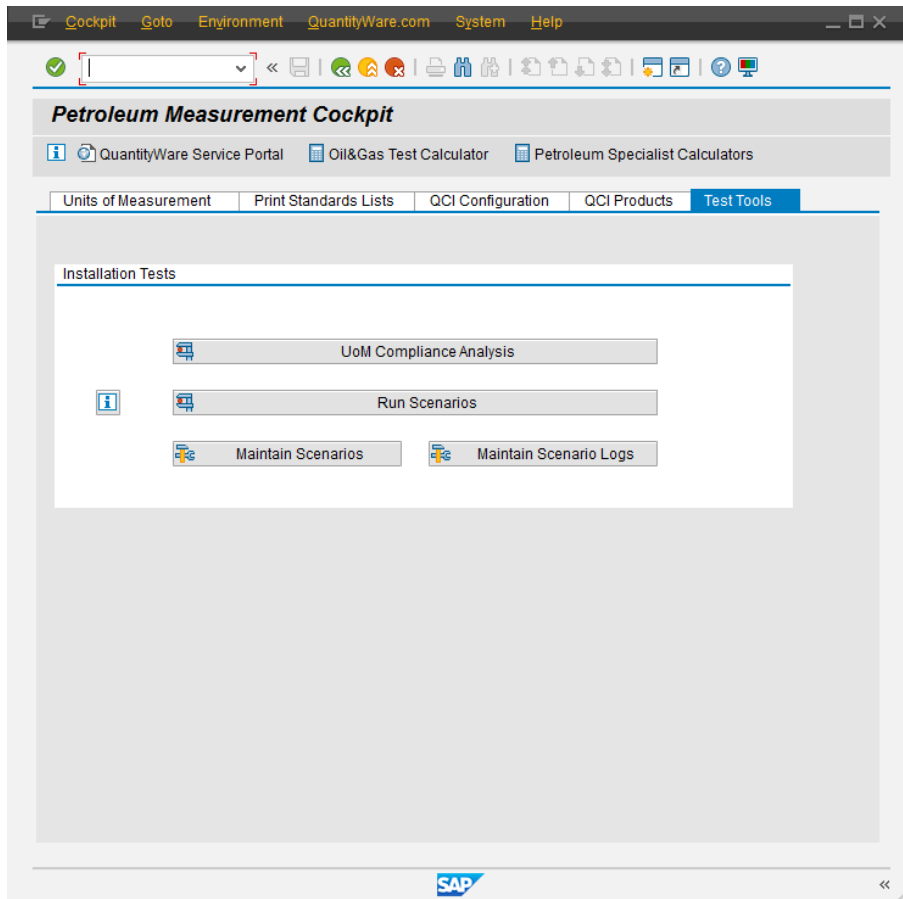 Cockpit Goto Environment QuantityWare.com System Help
Petroleum Measurement Cockpit
QuantityWare Service Portal Oil&Gas Test Calculator Petroleum Specialist Calculators
Units of Measurement Print Standards Lists QCI Configuration QCI Products Test Tools
Installation Tests
UoM Compliance Analysis
Run Scenarios
Maintain Scenarios Maintain Scenario Logs
SAP